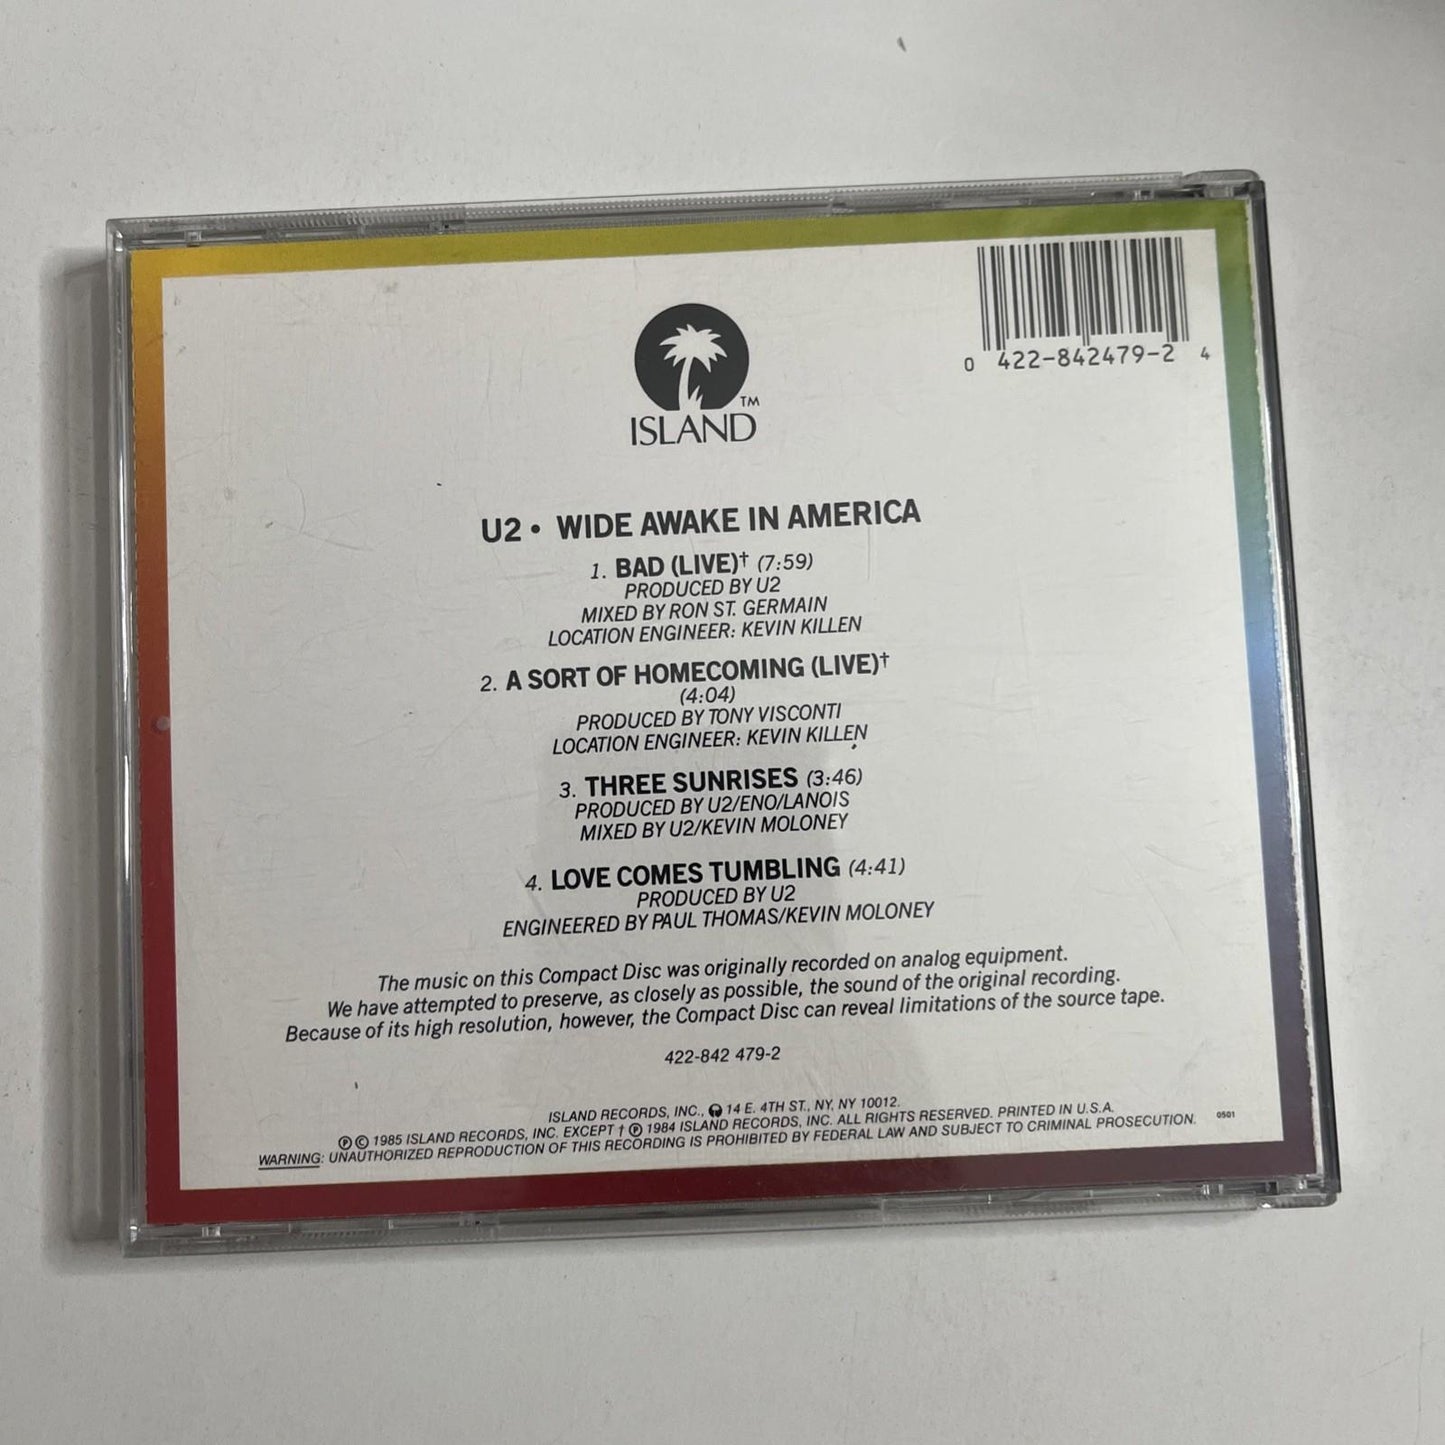 0 422-842479-2 4
TM
ISLAND
U2 • WIDE AWAKE IN AMERICA
1. BAD (LIVE)† (7:59)
PRODUCED BY U2
MIXED BY RON ST. GERMAIN
LOCATION ENGINEER: KEVIN KILLEN
2. A SORT OF HOMECOMING (LIVE)†
(4:04)
PRODUCED BY TONY VISCONTI
LOCATION ENGINEER: KEVIN KILLEN
3. THREE SUNRISES (3:46)
PRODUCED BY U2/ENO/LANOIS
MIXED BY U2/KEVIN MOLONEY
4. LOVE COMES TUMBLING (4:41)
PRODUCED BY U2
ENGINEERED BY PAUL THOMAS/KEVIN MOLONEY
The music on this Compact Disc was originally recorded on analog equipment.
We have attempted to preserve, as closely as possible, the sound of the original recording.
Because of its high resolution, however, the Compact Disc can reveal limitations of the source tape.
422-842 479-2
ISLAND RECORDS, INC., 14 E. 4TH ST., NY, NY 10012.
℗ © 1985 ISLAND RECORDS, INC. EXCEPT † ℗ 1984 ISLAND RECORDS, INC. ALL RIGHTS RESERVED. PRINTED IN U.S.A.
WARNING: UNAUTHORIZED REPRODUCTION OF THIS RECORDING IS PROHIBITED BY FEDERAL LAW AND SUBJECT TO CRIMINAL PROSECUTION.
0501